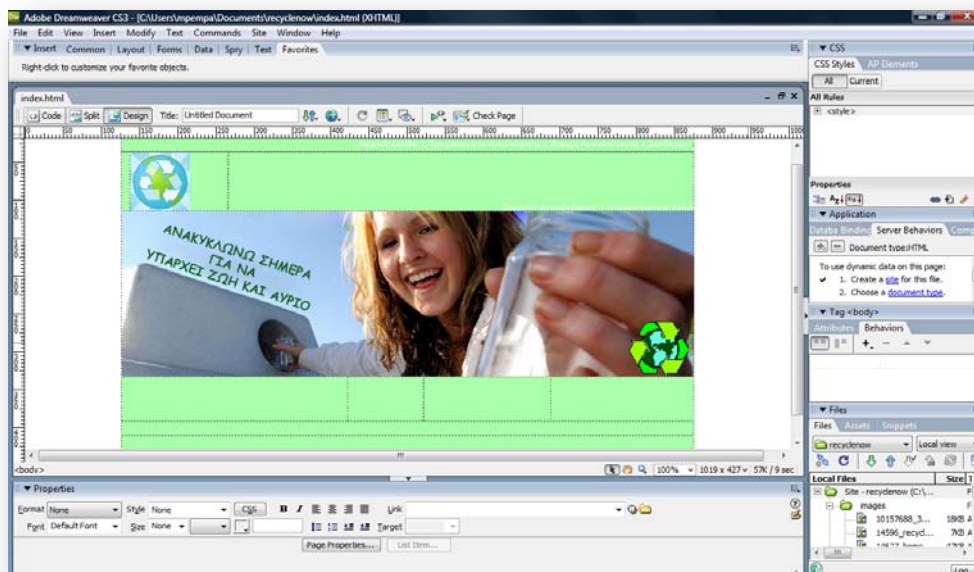 Adobe Dreamweaver CS3 - [C:\Users\mpempa\Documents\recyclenow\index.html (XHTML)]
File Edit View Insert Modify Text Commands Site Window Help
Insert Common Layout Forms Data Spry Text Favorites
Right-click to customize your favorite objects.
index.html
Code Split Design Title: Untitled Document Check Page
ΑΝΑΚΥΚΛΩΝΩ ΣΗΜΕΡΑ
ΓΙΑ ΝΑ
ΥΠΑΡΧΕΙ ΖΩΗ ΚΑΙ ΑΥΡΙΟ
<body>
100% 1019 x 427 57K / 9 sec
Properties
Format None Style None CSS B I Link
Font Default Font Size None Target
Page Properties... List Item...
CSS
CSS Styles AP Elements
All Current
All Rules
<style>
Properties
Application
Bindin Server Behaviors Comp
Document type:HTML
To use dynamic data on this page:
1. Create a site for this file.
2. Choose a document type.
Tag <body>
Attributes Behaviors
Files
Files Assets Snippets
recyclenow Local view
Local Files Size
Site - recyclenow (C:\...
images
10157688_3... 18KB
14596_recycl... 7KB